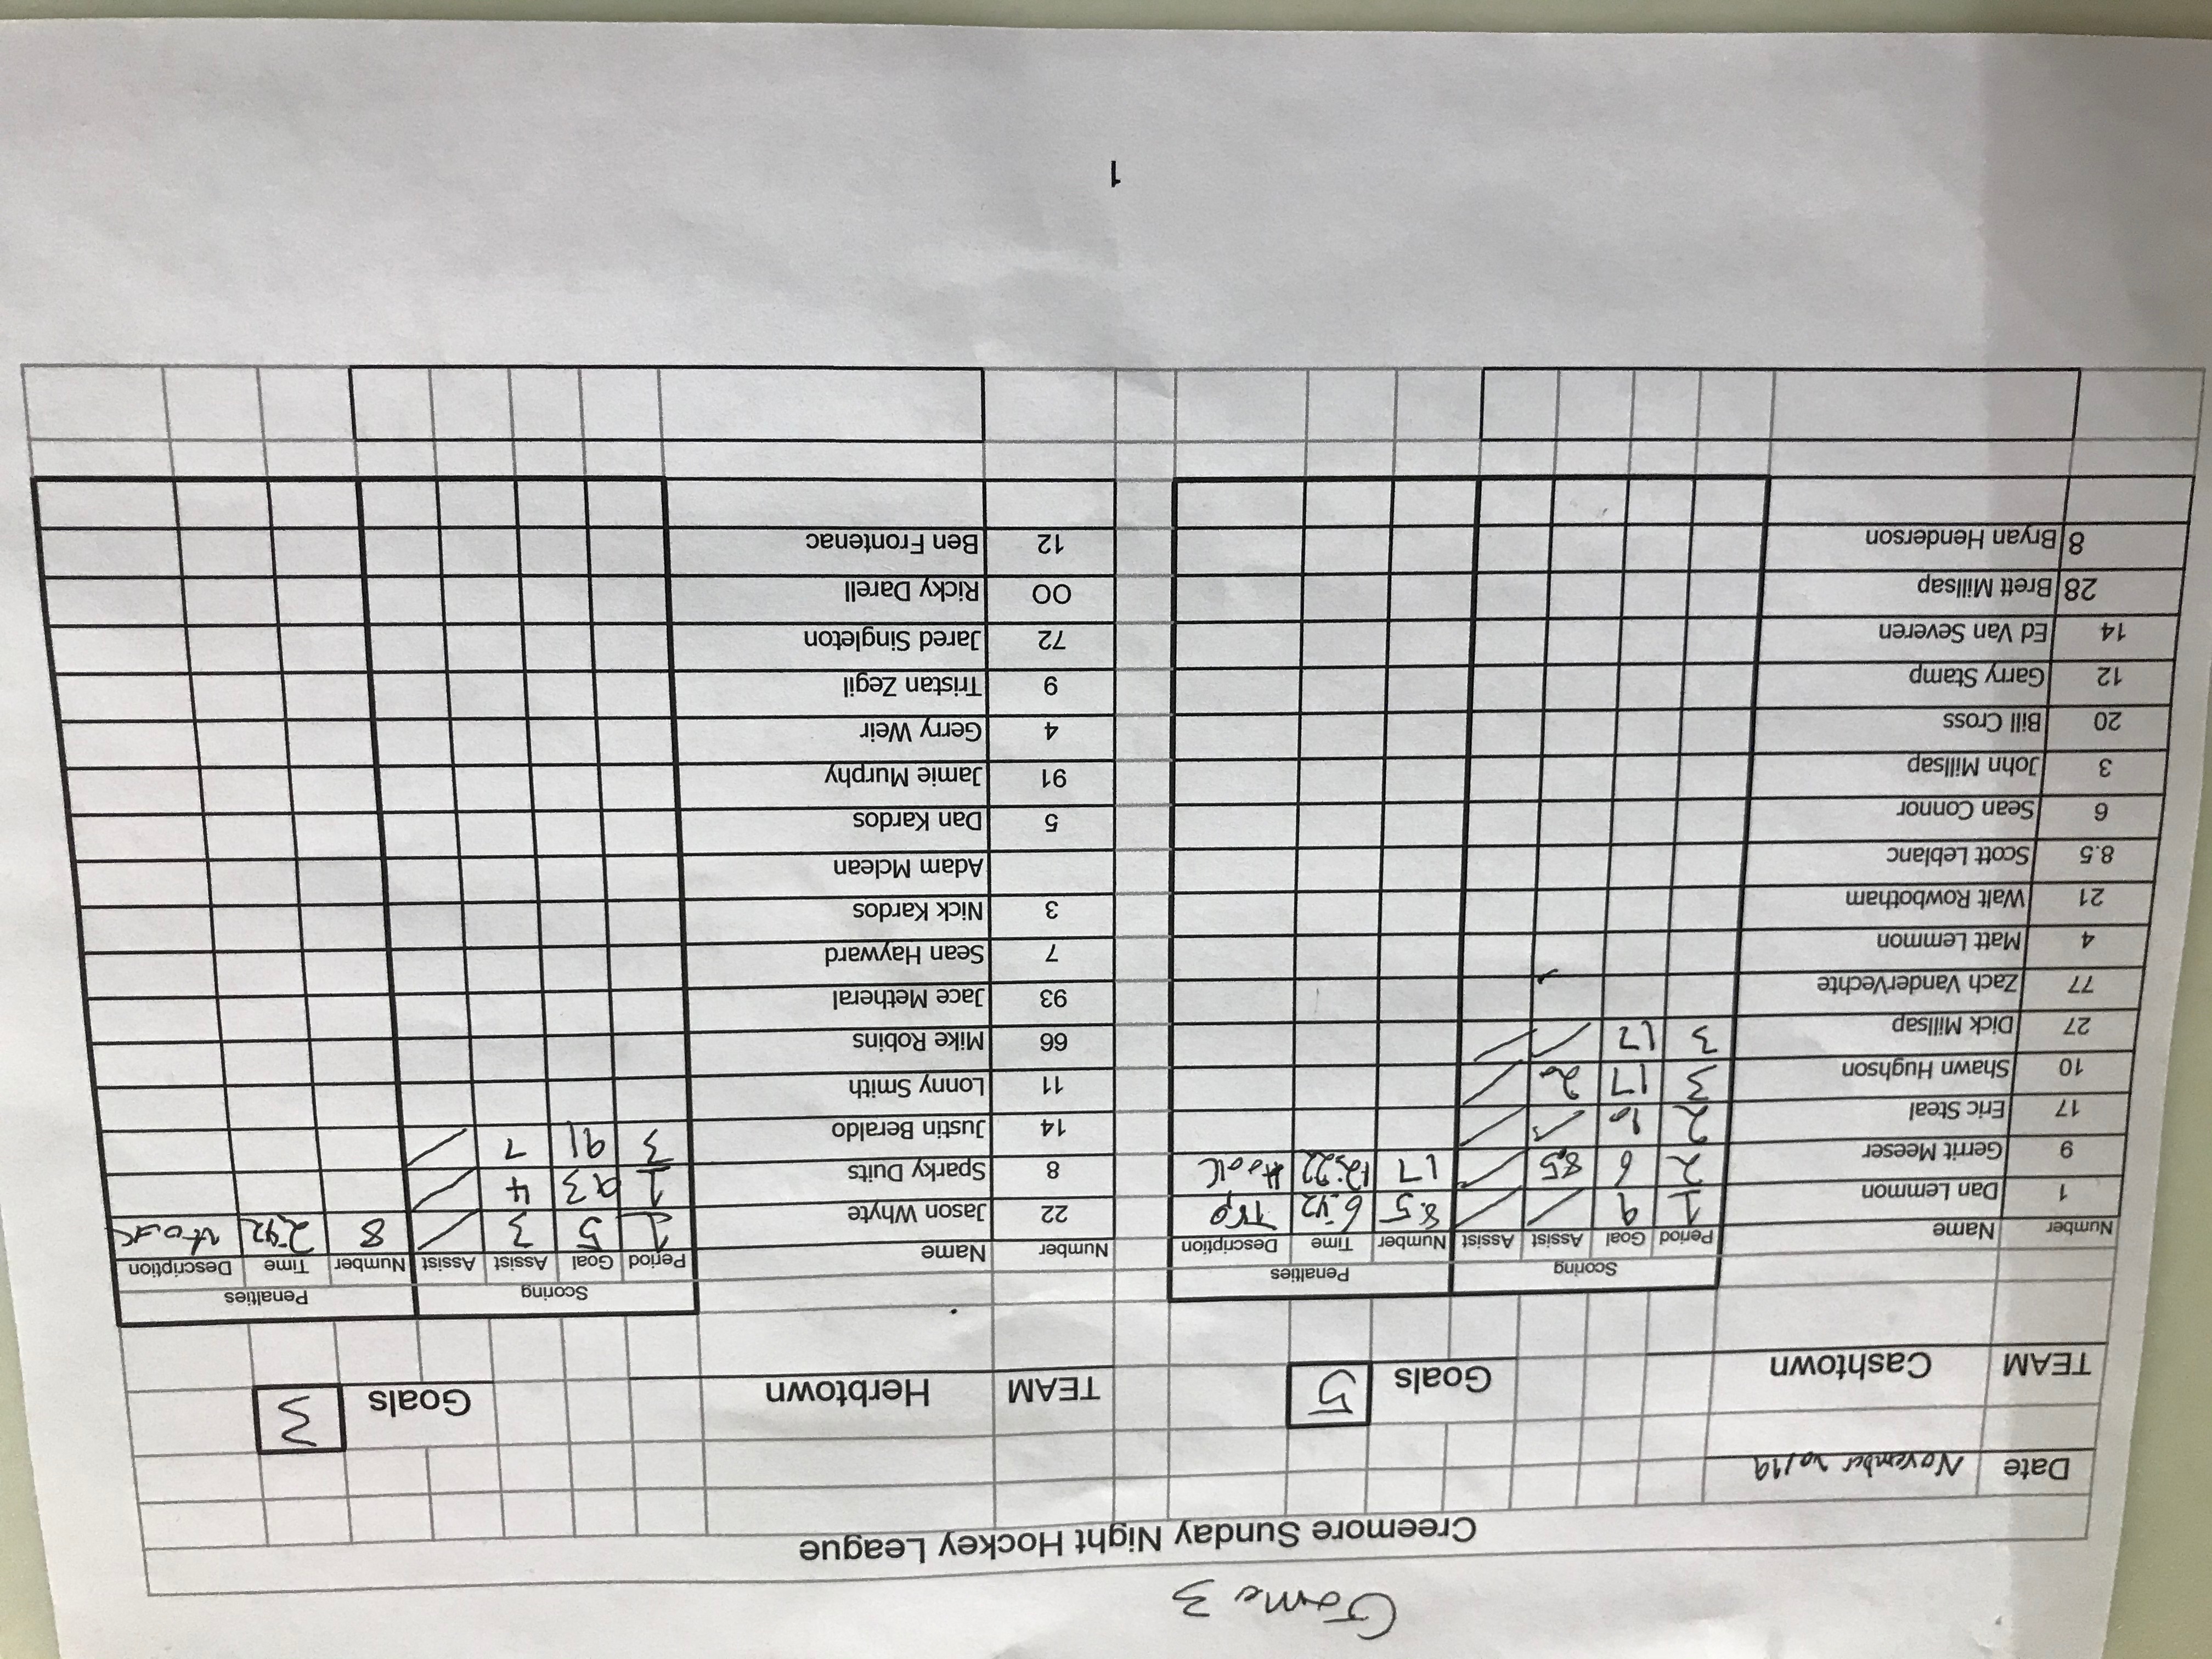 Game 3
Creemore Sunday Night Hockey League
Date November 20/19
TEAM Cashtown Goals 5 TEAM Herbtown Goals 3
Scoring Penalties Scoring Penalties
Number Name Period Goal Assist Assist Number Time Description Number Name Period Goal Assist Assist Number Time Description
1 Dan Lemmon 1 9 / / 8.5 6:42 Trp 22 Jason Whyte 1 5 3 / 8 2:42 Hook
9 Gerrit Meeser 2 6 8.5 / 17 12:22 Hook 8 Sparky Duits 1 93 4 /
17 Eric Steal 2 10 / / 14 Justin Beraldo 3 91 7 /
10 Shawn Hughson 3 17 20 / 11 Lonny Smith
27 Dick Millsap 3 17 / / 66 Mike Robins
77 Zach VanderVechte 93 Jace Metheral
4 Matt Lemmon 7 Sean Hayward
21 Walt Rowbotham 3 Nick Kardos
8.5 Scott Leblanc Adam Mclean
6 Sean Connor 5 Dan Kardos
3 John Millsap 91 Jamie Murphy
20 Bill Cross 4 Gerry Weir
12 Garry Stamp 9 Tristan Zegil
14 Ed Van Severen 72 Jared Singleton
28 Brett Millsap OO Ricky Darell
8 Bryan Henderson 12 Ben Frontenac
1